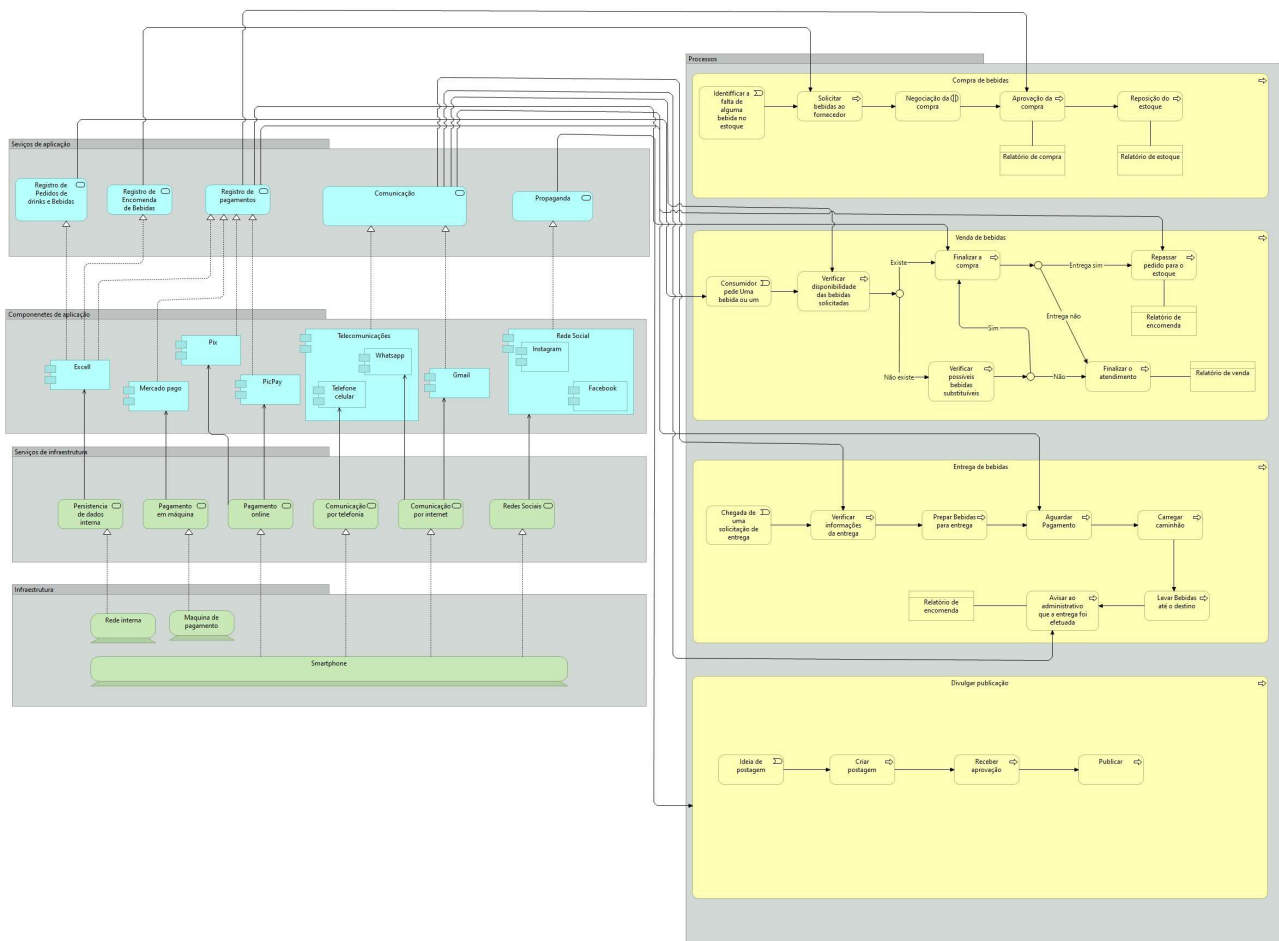 Processos
Compra de bebidas
Identifficar a
falta de
alguma
bebida no
estoque
Solicitar
bebidas ao
fornecedor
Negociação da
compra
Aprovação da
compra
Reposição do
estoque
Relatório de compra
Relatório de estoque
Seviços de aplicação
Registro de
Pedidos de
drinks e Bebidas
Registro de
Encomenda
de Bebidas
Registro de
pagamentos
Comunicação
Propaganda
Venda de bebidas
Consumidor
pede Uma
bebida ou um
Verificar
disponibilidade
das bebidas
solicitadas
Existe
Não existe
Finalizar a
compra
Entrega sim
Entrega não
Repassar
pedido para o
estoque
Relatório de
encomenda
Sim
Verificar
possíveis
bebidas
substituíveis
Não
Finalizar o
atendimento
Relatório de venda
Componenetes de aplicação
Excell
Mercado pago
Pix
PicPay
Telecomunicações
Whatsapp
Telefone
celular
Gmail
Rede Social
Instagram
Facebook
Serviços de infraestrutura
Persistencia
de dados
interna
Pagamento
em máquina
Pagamento
online
Comunicação
por telefonia
Comunicação
por internet
Redes Sociais
Entrega de bebidas
Chegada de
uma
solicitação de
entrega
Verificar
informações
da entrega
Prepar Bebidas
para entrega
Aguardar
Pagamento
Carregar
caminhão
Levar Bebidas
até o destino
Avisar ao
administrativo
que a entrega foi
efetuada
Relatório de
encomenda
Infraestrutura
Rede interna
Maquina de
pagamento
Smartphone
Divulgar publicação
Ideia de
postagem
Criar
postagem
Receber
aprovação
Publicar